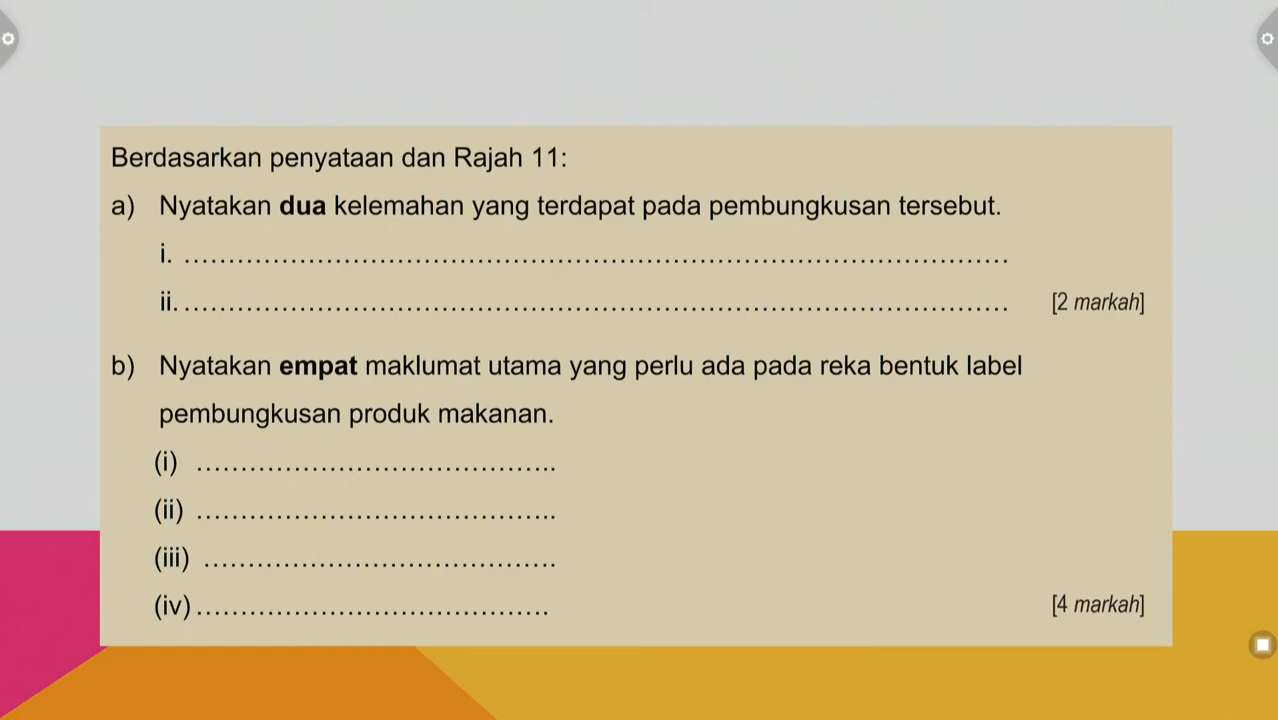 Berdasarkan penyataan dan Rajah 11:
a) Nyatakan dua kelemahan yang terdapat pada pembungkusan tersebut.
i. ……………………………………………………………………………
ii. …………………………………………………………………………… [2 markah]
b) Nyatakan empat maklumat utama yang perlu ada pada reka bentuk label
pembungkusan produk makanan.
(i) …………………………………..
(ii) …………………………………..
(iii) ………………………………….
(iv) …………………………………. [4 markah]